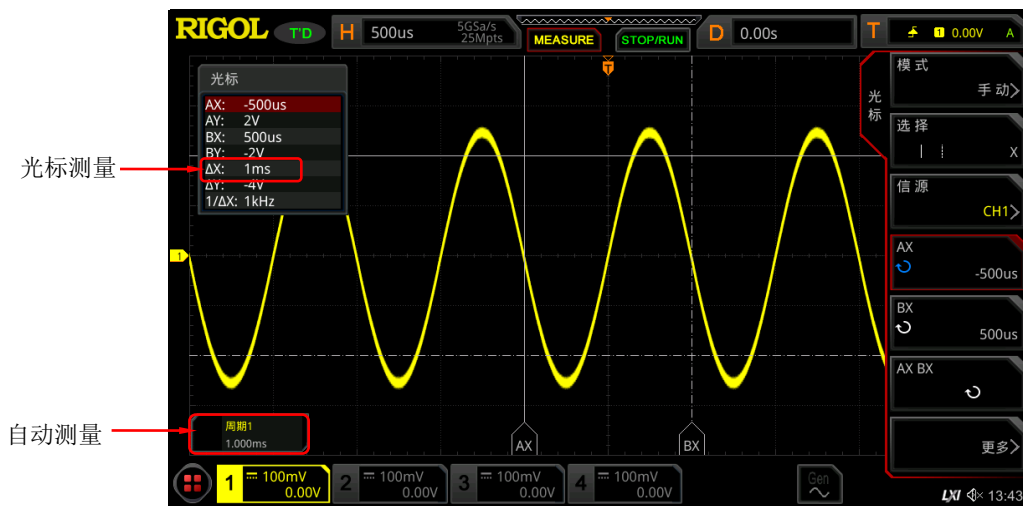 RIGOL T'D H 500us 5GSa/s 25Mpts MEASURE STOP/RUN D 0.00s T 1 0.00V A
T
光标
AX: -500us
AY: 2V
BX: 500us
BY: -2V
ΔX: 1ms
ΔY: -4V
1/ΔX: 1kHz
光标测量
1
自动测量
周期1
1.000ms
AX
BX
光标
模式
手动
选择
X
信源
CH1
AX
-500us
BX
500us
AX BX
更多
1 100mV 0.00V
2 100mV 0.00V
3 100mV 0.00V
4 100mV 0.00V
Gen
LXI 13:43